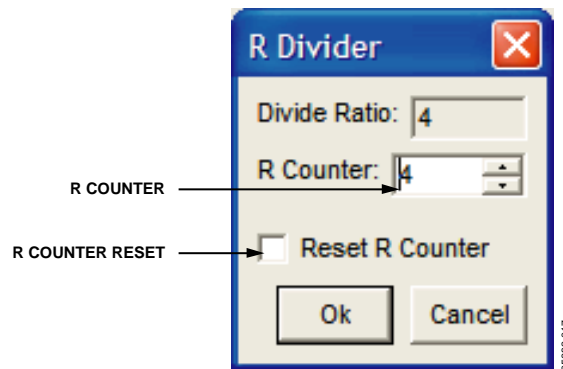 R Divider
Divide Ratio: 4
R Counter: 4
R COUNTER
R COUNTER RESET
Reset R Counter
Ok Cancel